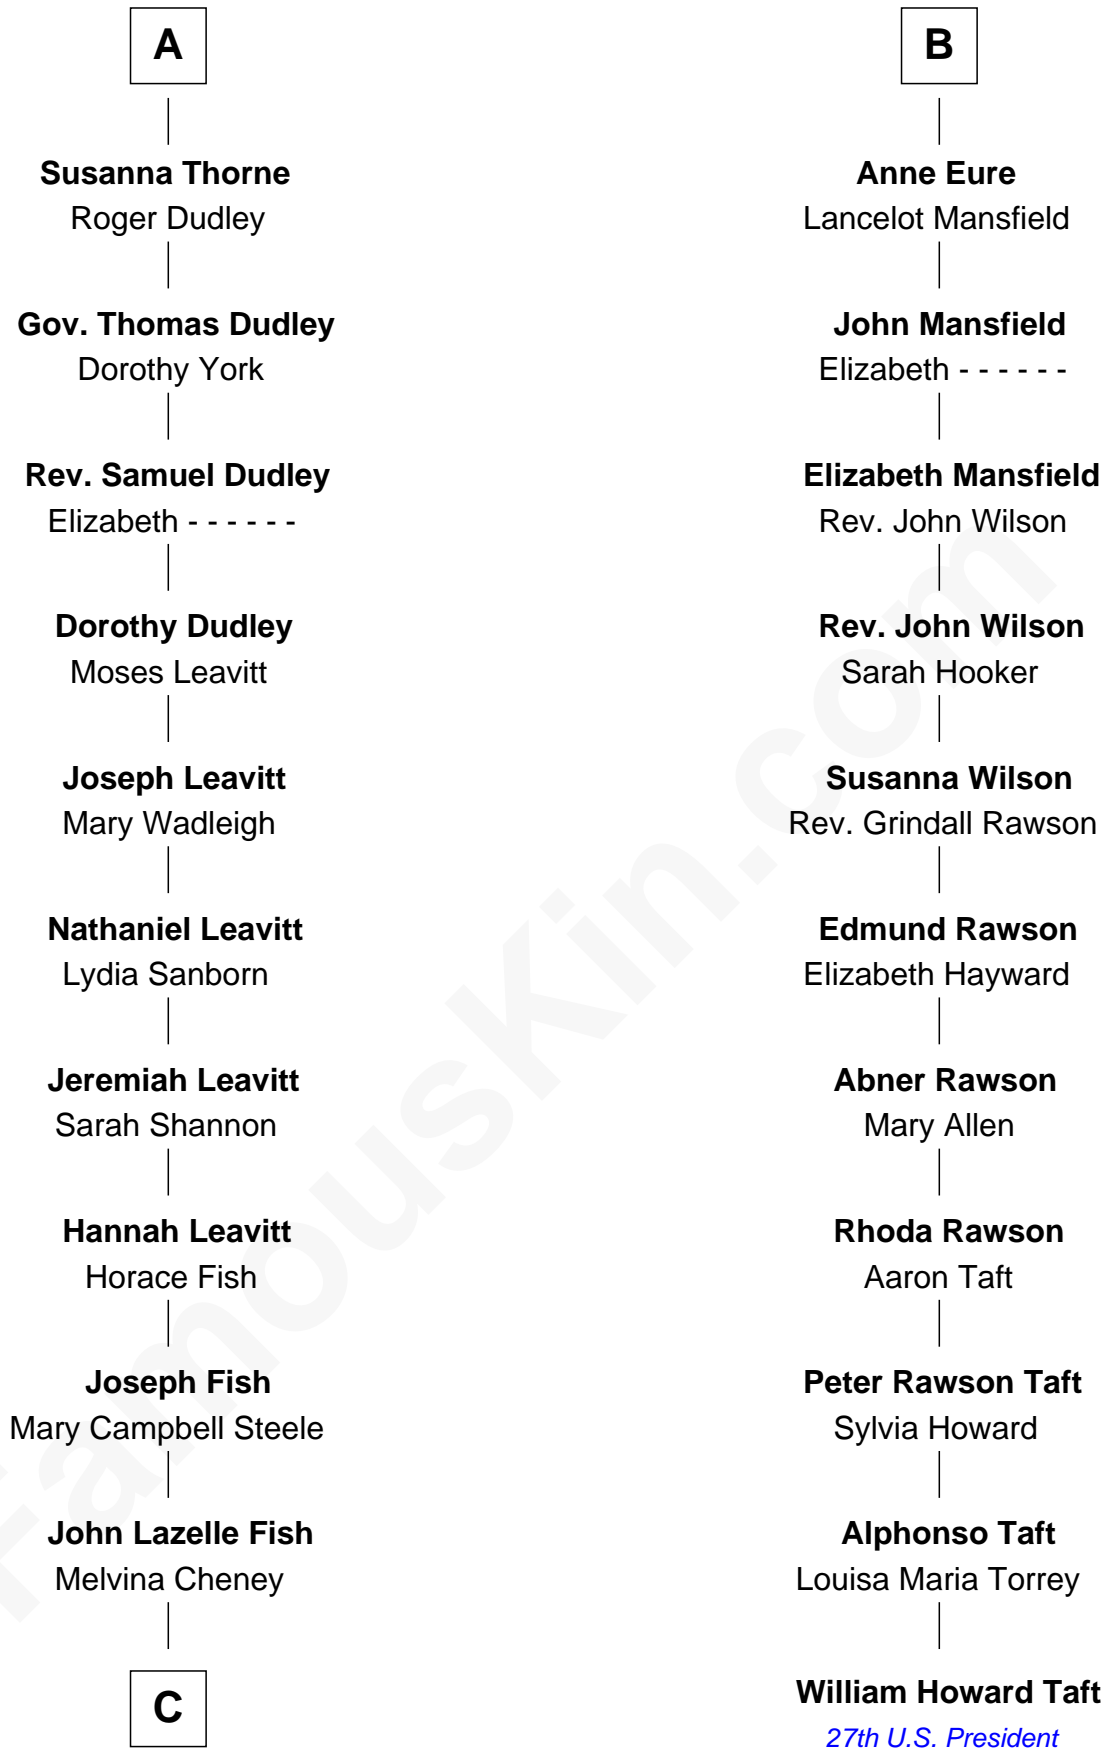 A
Susanna Thorne
Roger Dudley
Gov. Thomas Dudley
Dorothy York
Rev. Samuel Dudley
Elizabeth - - - - - -
Dorothy Dudley
Moses Leavitt
Joseph Leavitt
Mary Wadleigh
Nathaniel Leavitt
Lydia Sanborn
Jeremiah Leavitt
Sarah Shannon
Hannah Leavitt
Horace Fish
Joseph Fish
Mary Campbell Steele
John Lazelle Fish
Melvina Cheney
C
B
Anne Eure
Lancelot Mansfield
John Mansfield
Elizabeth - - - - - -
Elizabeth Mansfield
Rev. John Wilson
Rev. John Wilson
Sarah Hooker
Susanna Wilson
Rev. Grindall Rawson
Edmund Rawson
Elizabeth Hayward
Abner Rawson
Mary Allen
Rhoda Rawson
Aaron Taft
Peter Rawson Taft
Sylvia Howard
Alphonso Taft
Louisa Maria Torrey
William Howard Taft
27th U.S. President
FamousKin.com